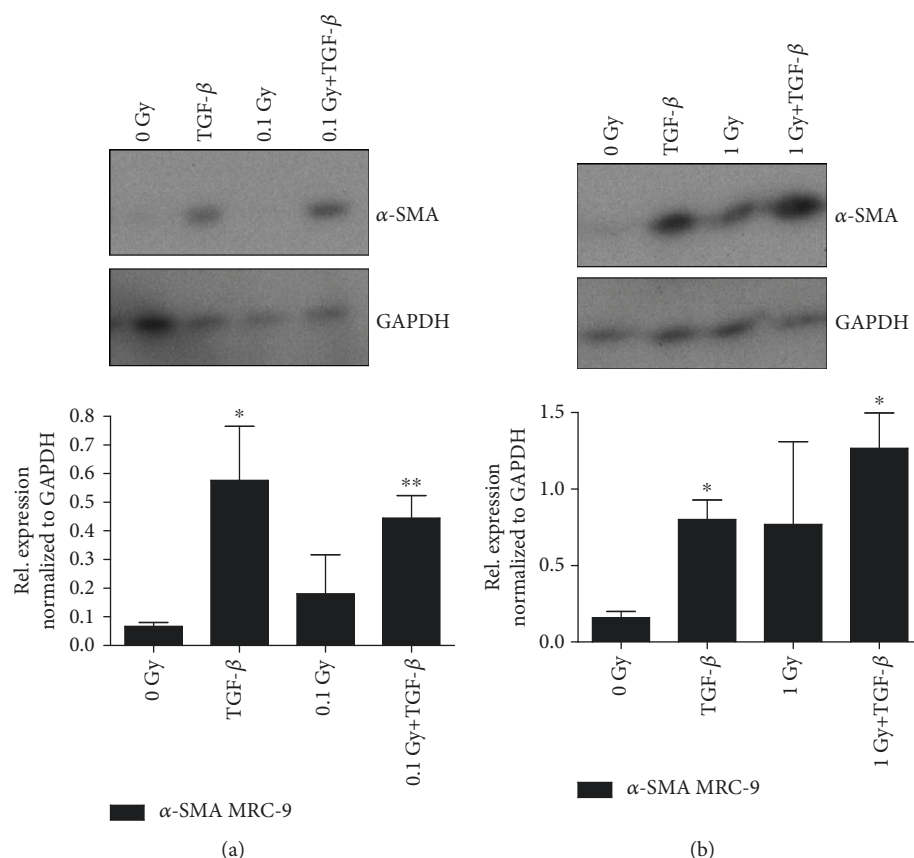 0 Gy
TGF-β
0.1 Gy
0.1 Gy+TGF-β
α-SMA
GAPDH
0.8
0.7
0.6
0.5
0.4
0.3
0.2
0.1
0.0
Rel. expression
normalized to GAPDH
*
**
0 Gy
TGF-β
0.1 Gy
0.1 Gy+TGF-β
α-SMA MRC-9
(a)
0 Gy
TGF-β
1 Gy
1 Gy+TGF-β
α-SMA
GAPDH
1.5
1.0
0.5
0.0
Rel. expression
normalized to GAPDH
*
*
0 Gy
TGF-β
1 Gy
1 Gy+TGF-β
α-SMA MRC-9
(b)